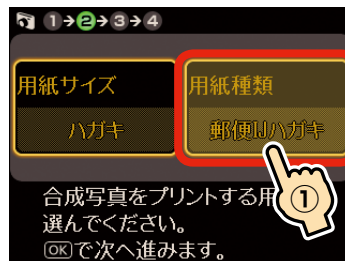 1→2→3→4
用紙サイズ 用紙種類
ハガキ 郵便IJハガキ
合成写真をプリントする用
①
選んでください。
OKで次へ進みます。